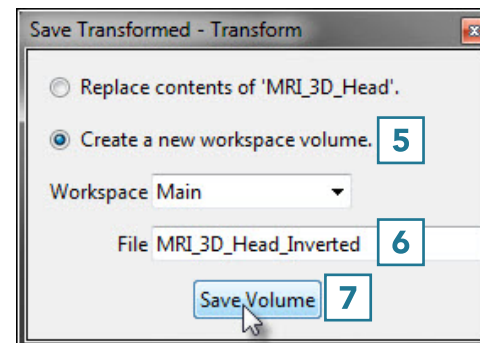 Save Transformed - Transform
Replace contents of 'MRI_3D_Head'.
Create a new workspace volume. 5
Workspace Main
File MRI_3D_Head_Inverted 6
Save Volume 7